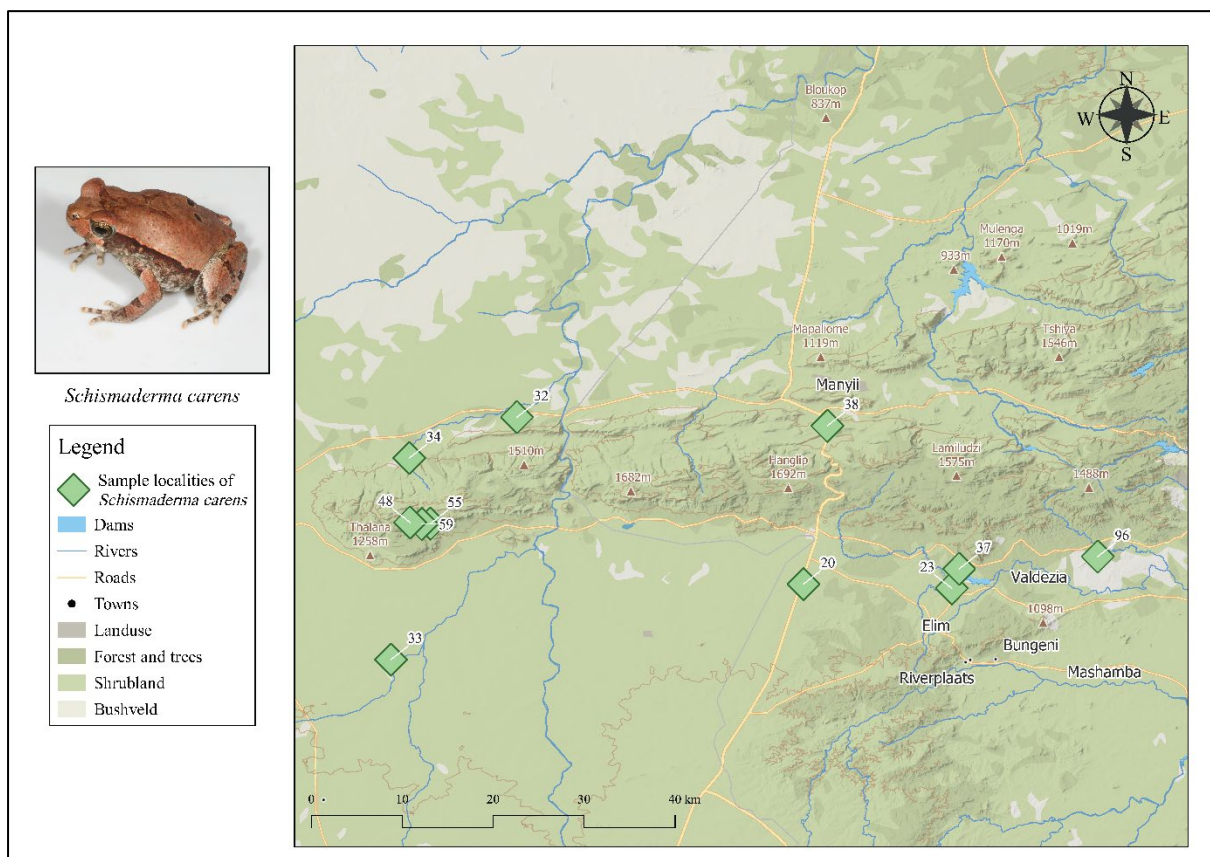 Schismaderma carens
Legend
Sample localities of
Schismaderma carens
Dams
Rivers
Roads
Towns
Landuse
Forest and trees
Shrubland
Bushveld
N
W
E
S
Bloukop
837m
Mulenga
1170m
1019m
933m
Mapaliome
1119m
Tshiya
1546m
Manyii
32
38
34
1510m
1682m
Hanglip
1692m
Lamiludzi
1575m
1488m
48
55
59
Thalana
1258m
20
23
37
96
Valdezia
Elim
1098m
33
Bungeni
Riverplaats
Mashamba
0
10
20
30
40 km